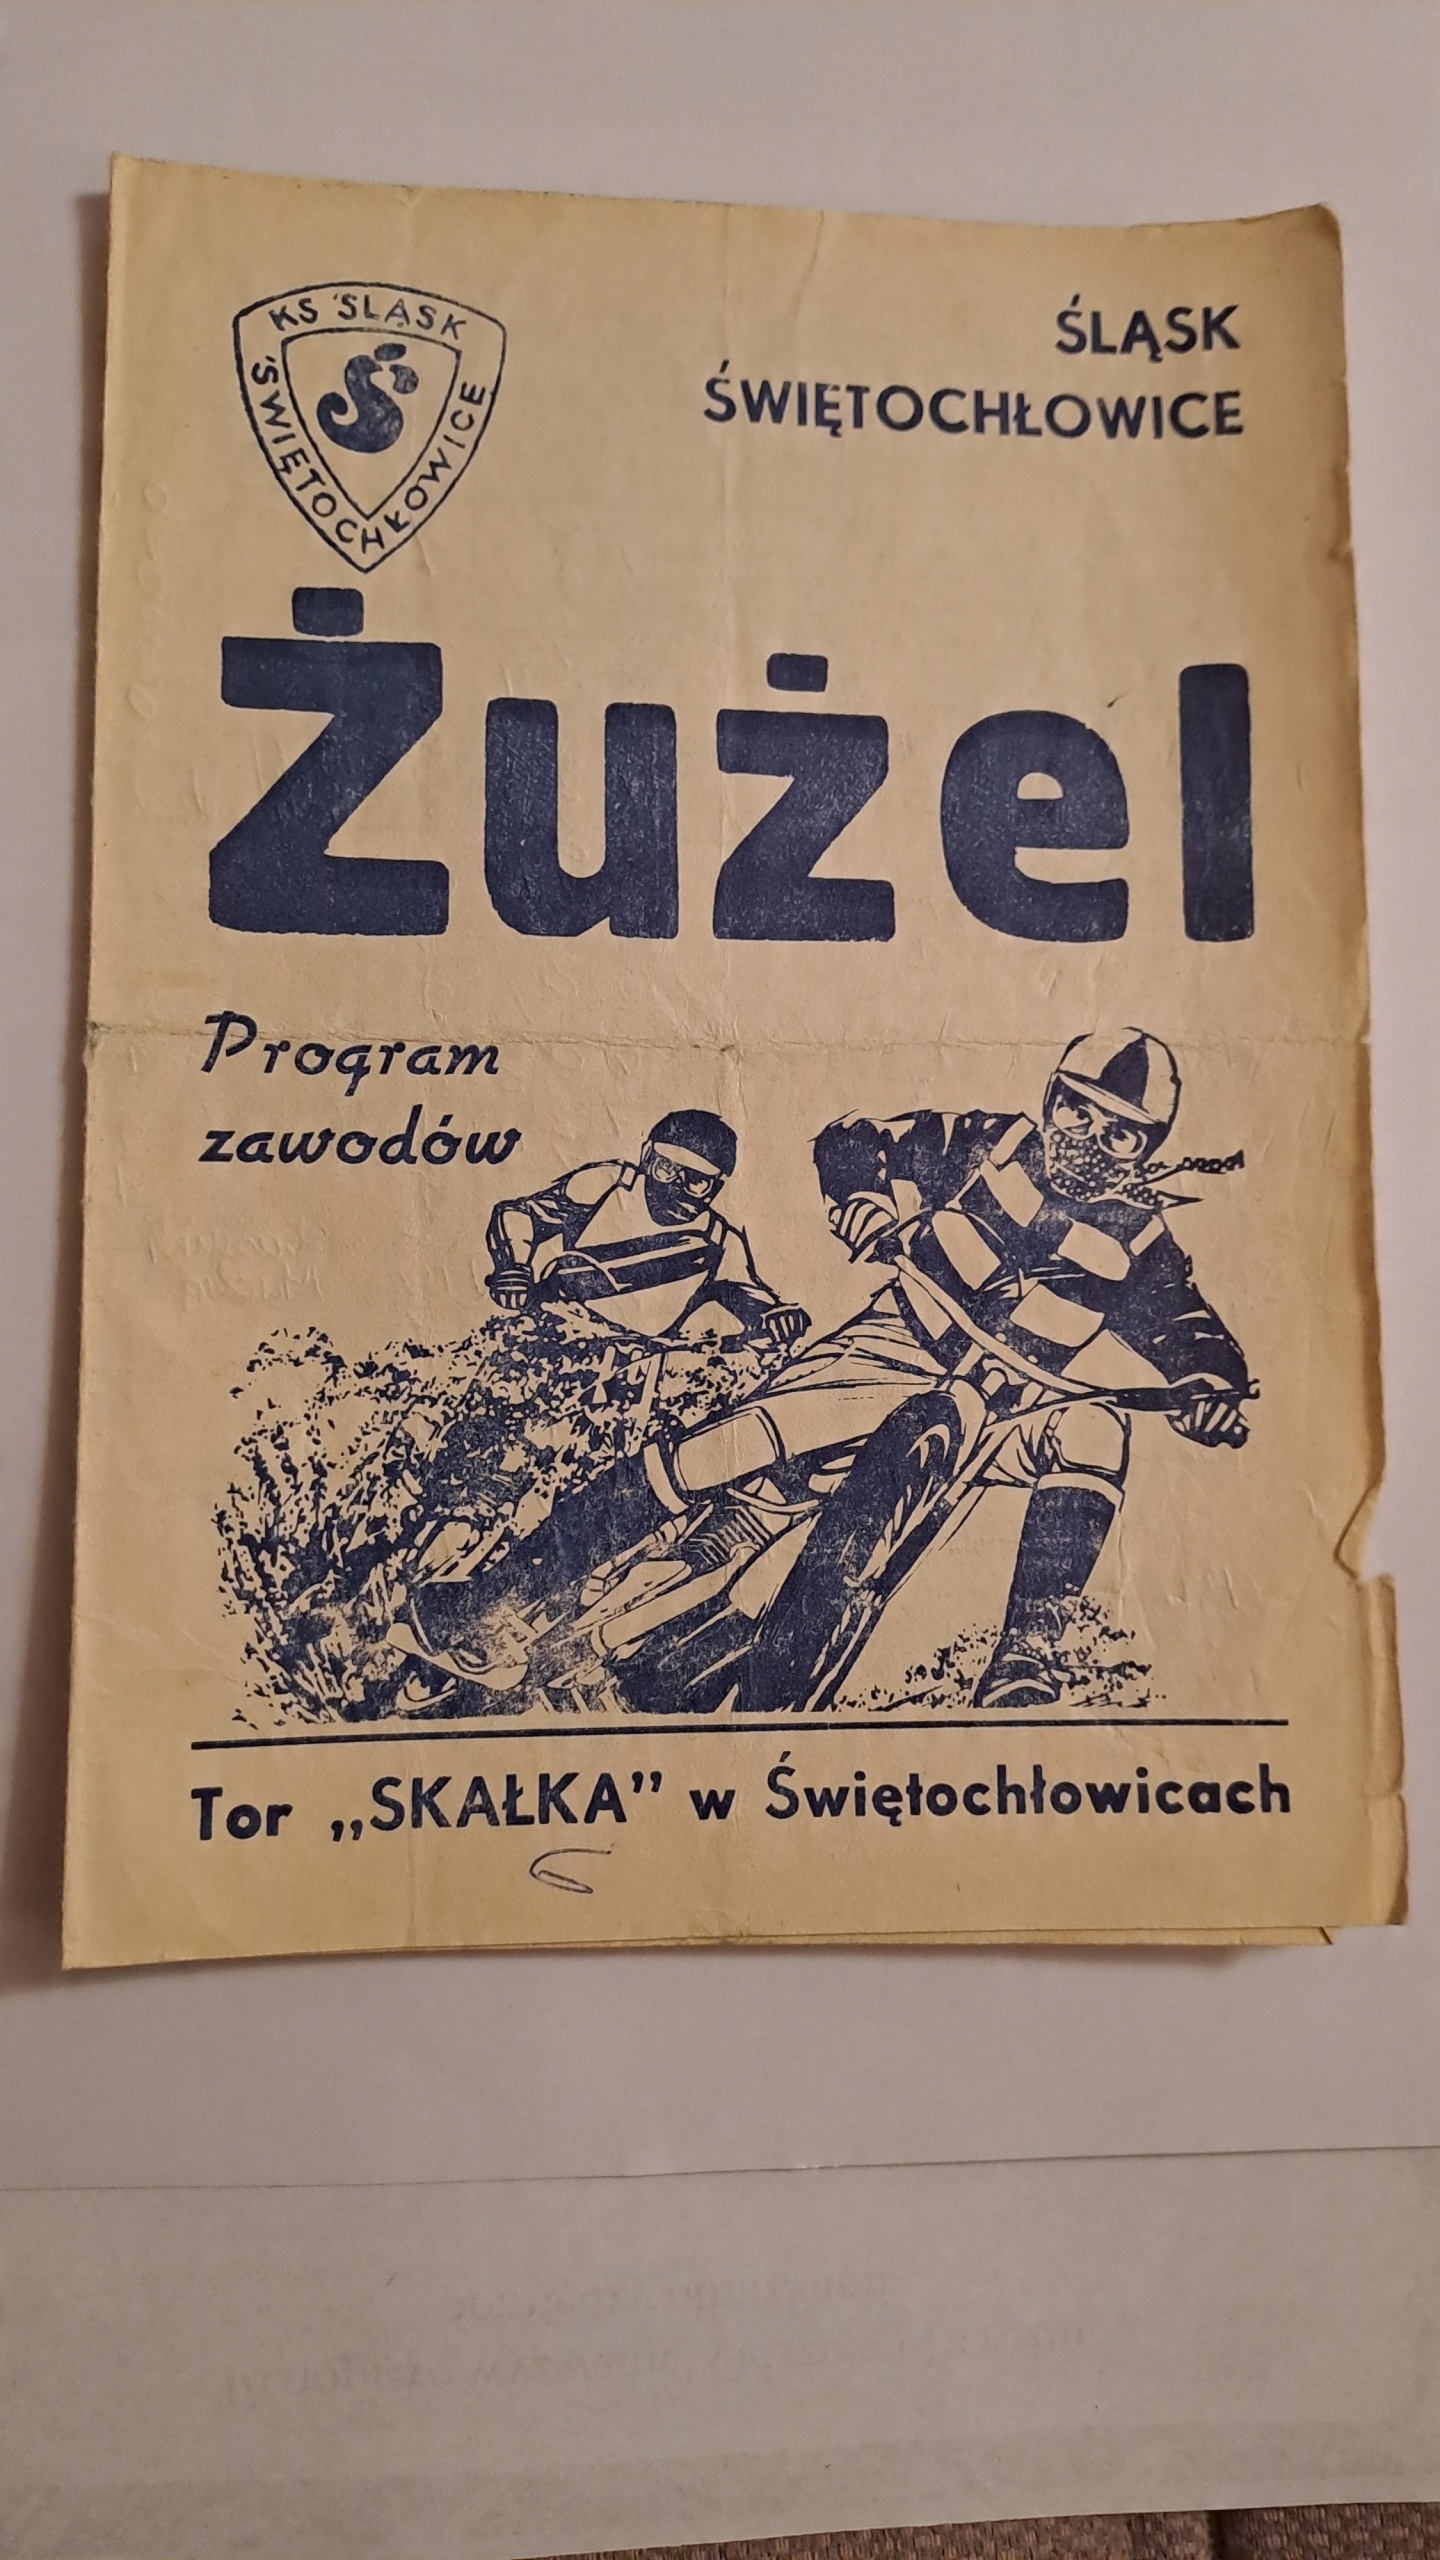 KS ŚLĄSK
ŚWIĘTOCHŁOWICE
Ś
ŚLĄSK
ŚWIĘTOCHŁOWICE
Żużel
Program
zawodów
Tor „SKAŁKA” w Świętochłowicach